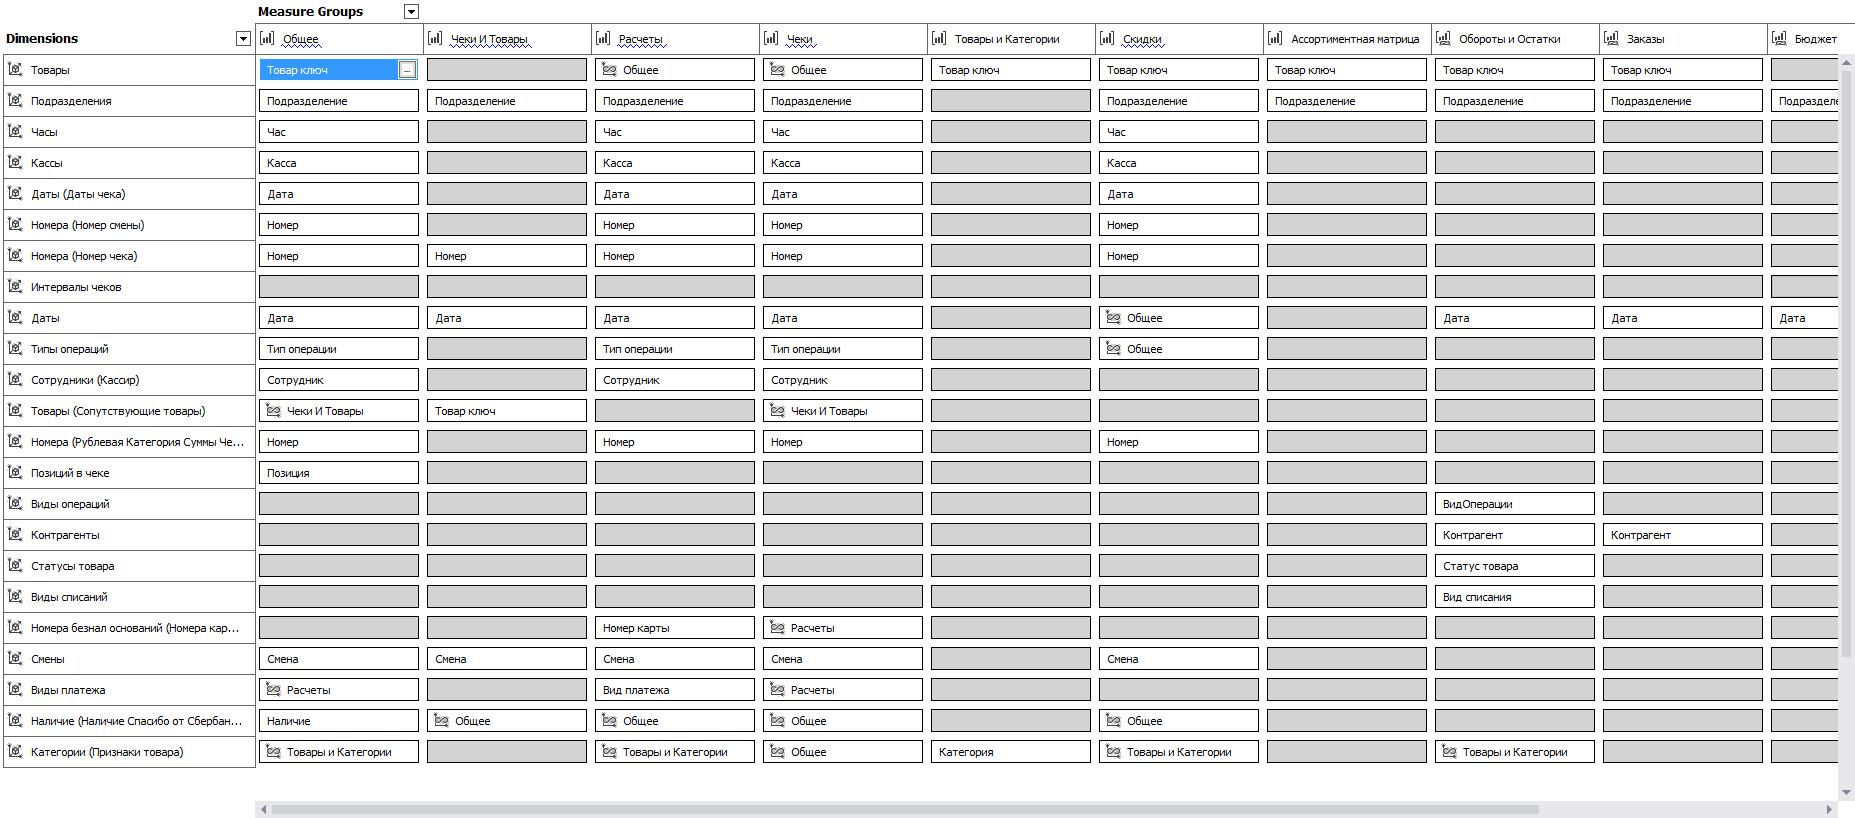 Measure Groups
Dimensions Общее Чеки И Товары Расчеты Чеки Товары и Категории Скидки Ассортиментная матрица Обороты и Остатки Заказы Бюджет
Товары Товар ключ ... Общее Общее Товар ключ Товар ключ Товар ключ Товар ключ Товар ключ
Подразделения Подразделение Подразделение Подразделение Подразделение Подразделение Подразделение Подразделение Подразделение Подразделе
Часы Час Час Час Час
Кассы Касса Касса Касса Касса
Даты (Даты чека) Дата Дата Дата Дата
Номера (Номер смены) Номер Номер Номер Номер
Номера (Номер чека) Номер Номер Номер Номер Номер
Интервалы чеков
Даты Дата Дата Дата Дата Общее Дата Дата Дата
Типы операций Тип операции Тип операции Тип операции Общее
Сотрудники (Кассир) Сотрудник Сотрудник Сотрудник
Товары (Сопутствующие товары) Чеки И Товары Товар ключ Чеки И Товары
Номера (Рублевая Категория Суммы Че... Номер Номер Номер Номер
Позиций в чеке Позиция
Виды операций ВидОперации
Контрагенты Контрагент Контрагент
Статусы товара Статус товара
Виды списаний Вид списания
Номера безнал оснований (Номера кар... Номер карты Расчеты
Смены Смена Смена Смена Смена Смена
Виды платежа Расчеты Вид платежа Расчеты
Наличие (Наличие Спасибо от Сбербан... Наличие Общее Общее Общее Общее
Категории (Признаки товара) Товары и Категории Товары и Категории Общее Категория Товары и Категории Товары и Категории